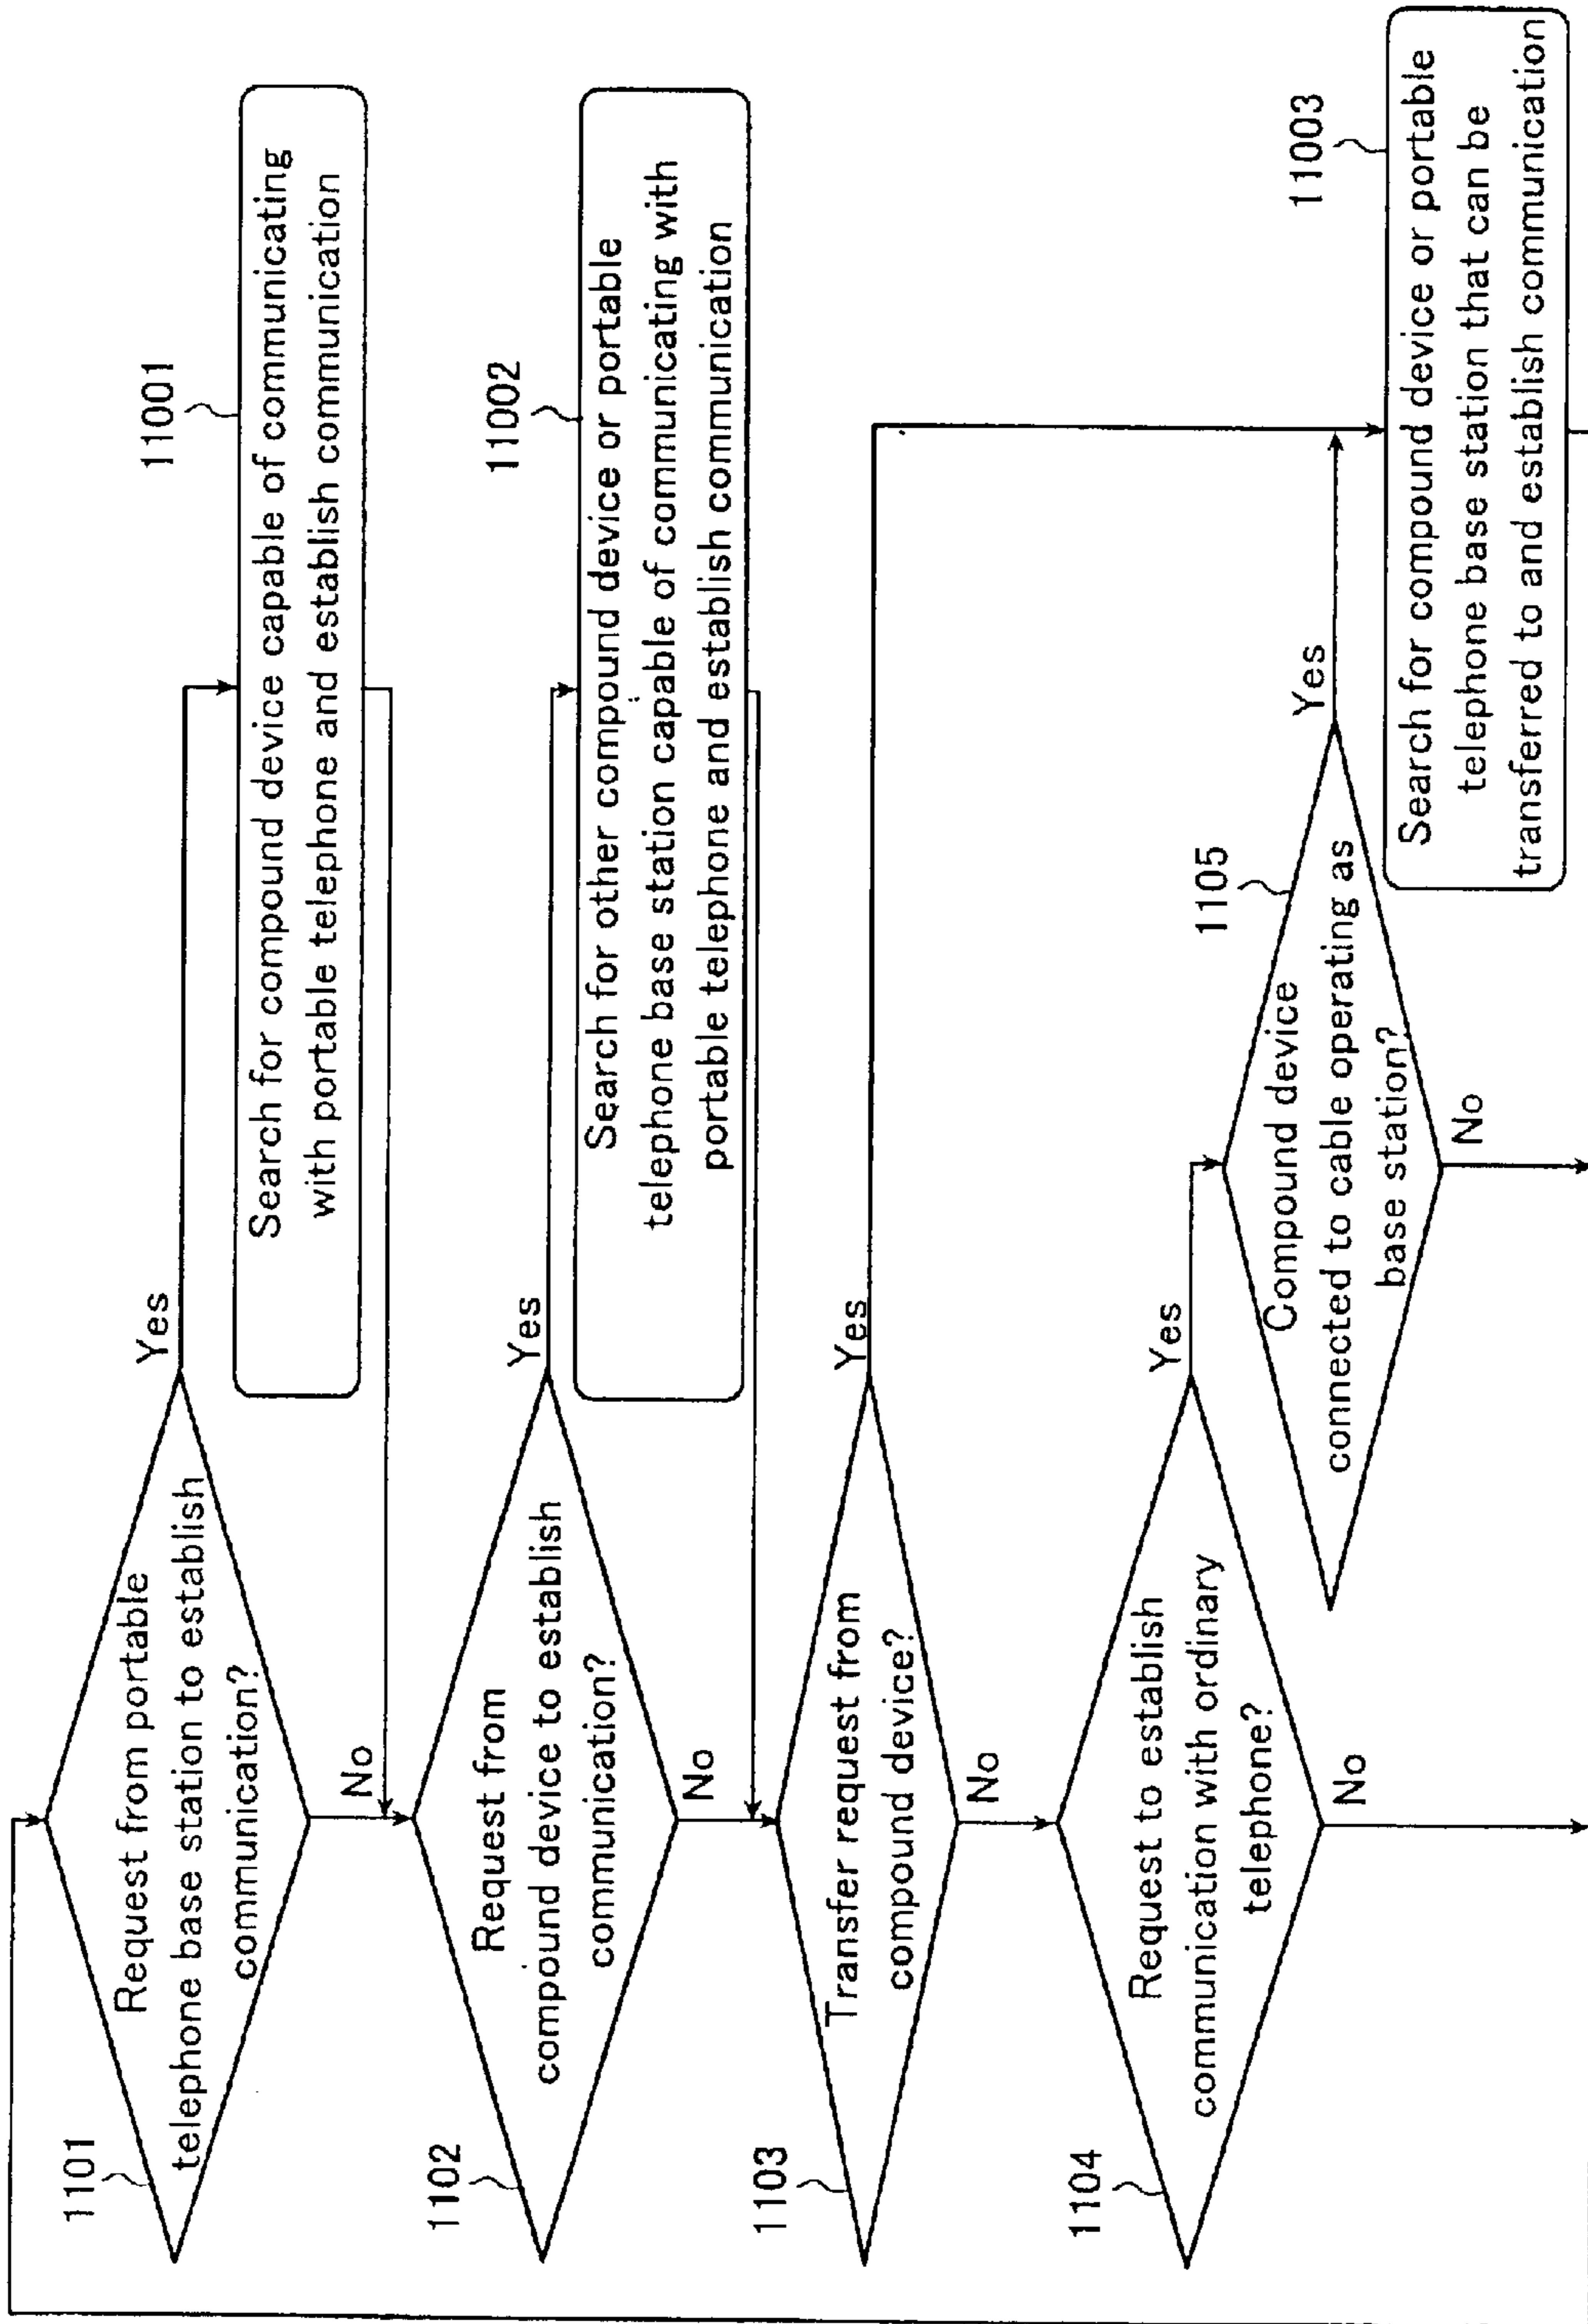 1101
Request from portable
telephone base station to establish
communication?
Yes
No
11001
Search for compound device capable of communicating
with portable telephone and establish communication
1102
Request from
compound device to establish
communication?
Yes
No
11002
Search for other compound device or portable
telephone base station capable of communicating with
portable telephone and establish communication
1103
Transfer request from
compound device?
Yes
No
1104
Request to establish
communication with ordinary
telephone?
Yes
No
1105
Compound device
connected to cable operating as
base station?
Yes
No
11003
Search for compound device or portable
telephone base station that can be
transferred to and establish communication